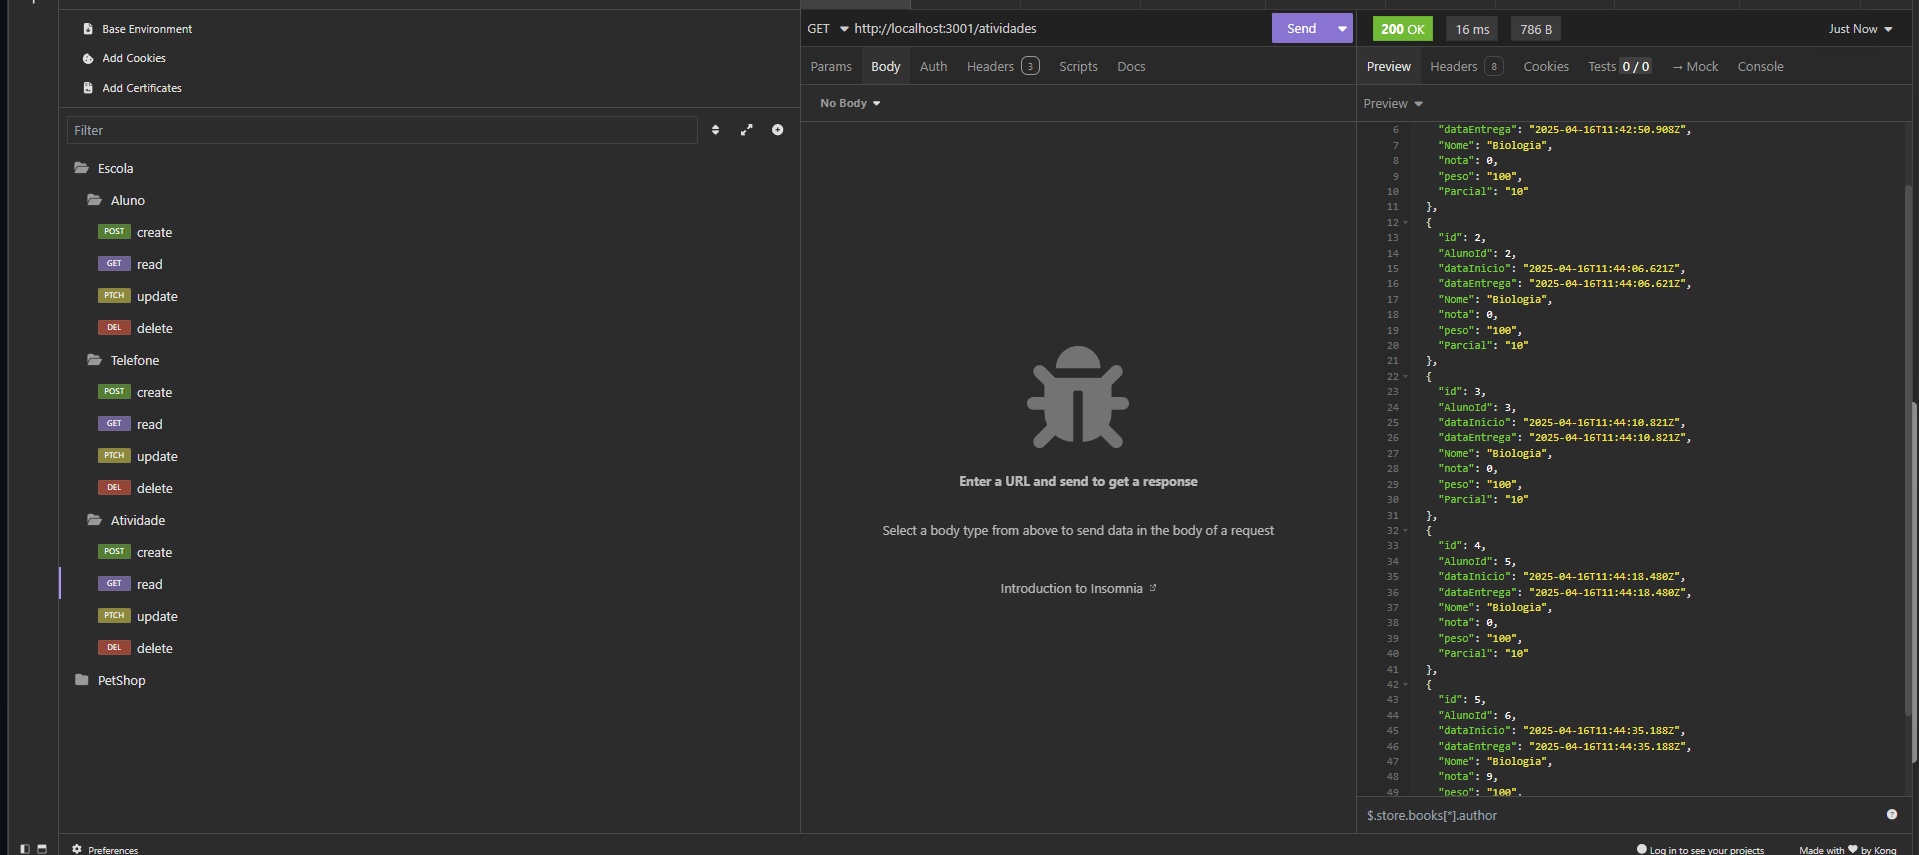 Base Environment
Add Cookies
Add Certificates
Filter
Escola
Aluno
POST create
GET read
PTCH update
DEL delete
Telefone
POST create
GET read
PTCH update
DEL delete
Atividade
POST create
GET read
PTCH update
DEL delete
PetShop
Preferences
GET http://localhost:3001/atividades Send
Params Body Auth Headers 3 Scripts Docs
No Body
Enter a URL and send to get a response
Select a body type from above to send data in the body of a request
Introduction to Insomnia
200 OK 16 ms 786 B Just Now
Preview Headers 8 Cookies Tests 0 / 0 → Mock Console
Preview
6 "dataEntrega": "2025-04-16T11:42:50.908Z",
7 "Nome": "Biologia",
8 "nota": 0,
9 "peso": "100",
10 "Parcial": "10"
11 },
12 {
13 "id": 2,
14 "AlunoId": 2,
15 "dataInicio": "2025-04-16T11:44:06.621Z",
16 "dataEntrega": "2025-04-16T11:44:06.621Z",
17 "Nome": "Biologia",
18 "nota": 0,
19 "peso": "100",
20 "Parcial": "10"
21 },
22 {
23 "id": 3,
24 "AlunoId": 3,
25 "dataInicio": "2025-04-16T11:44:10.821Z",
26 "dataEntrega": "2025-04-16T11:44:10.821Z",
27 "Nome": "Biologia",
28 "nota": 0,
29 "peso": "100",
30 "Parcial": "10"
31 },
32 {
33 "id": 4,
34 "AlunoId": 5,
35 "dataInicio": "2025-04-16T11:44:18.480Z",
36 "dataEntrega": "2025-04-16T11:44:18.480Z",
37 "Nome": "Biologia",
38 "nota": 0,
39 "peso": "100",
40 "Parcial": "10"
41 },
42 {
43 "id": 5,
44 "AlunoId": 6,
45 "dataInicio": "2025-04-16T11:44:35.188Z",
46 "dataEntrega": "2025-04-16T11:44:35.188Z",
47 "Nome": "Biologia",
48 "nota": 9,
49 "peso": "100",
$.store.books[*].author
Log in to see your projects Made with ❤ by Kong